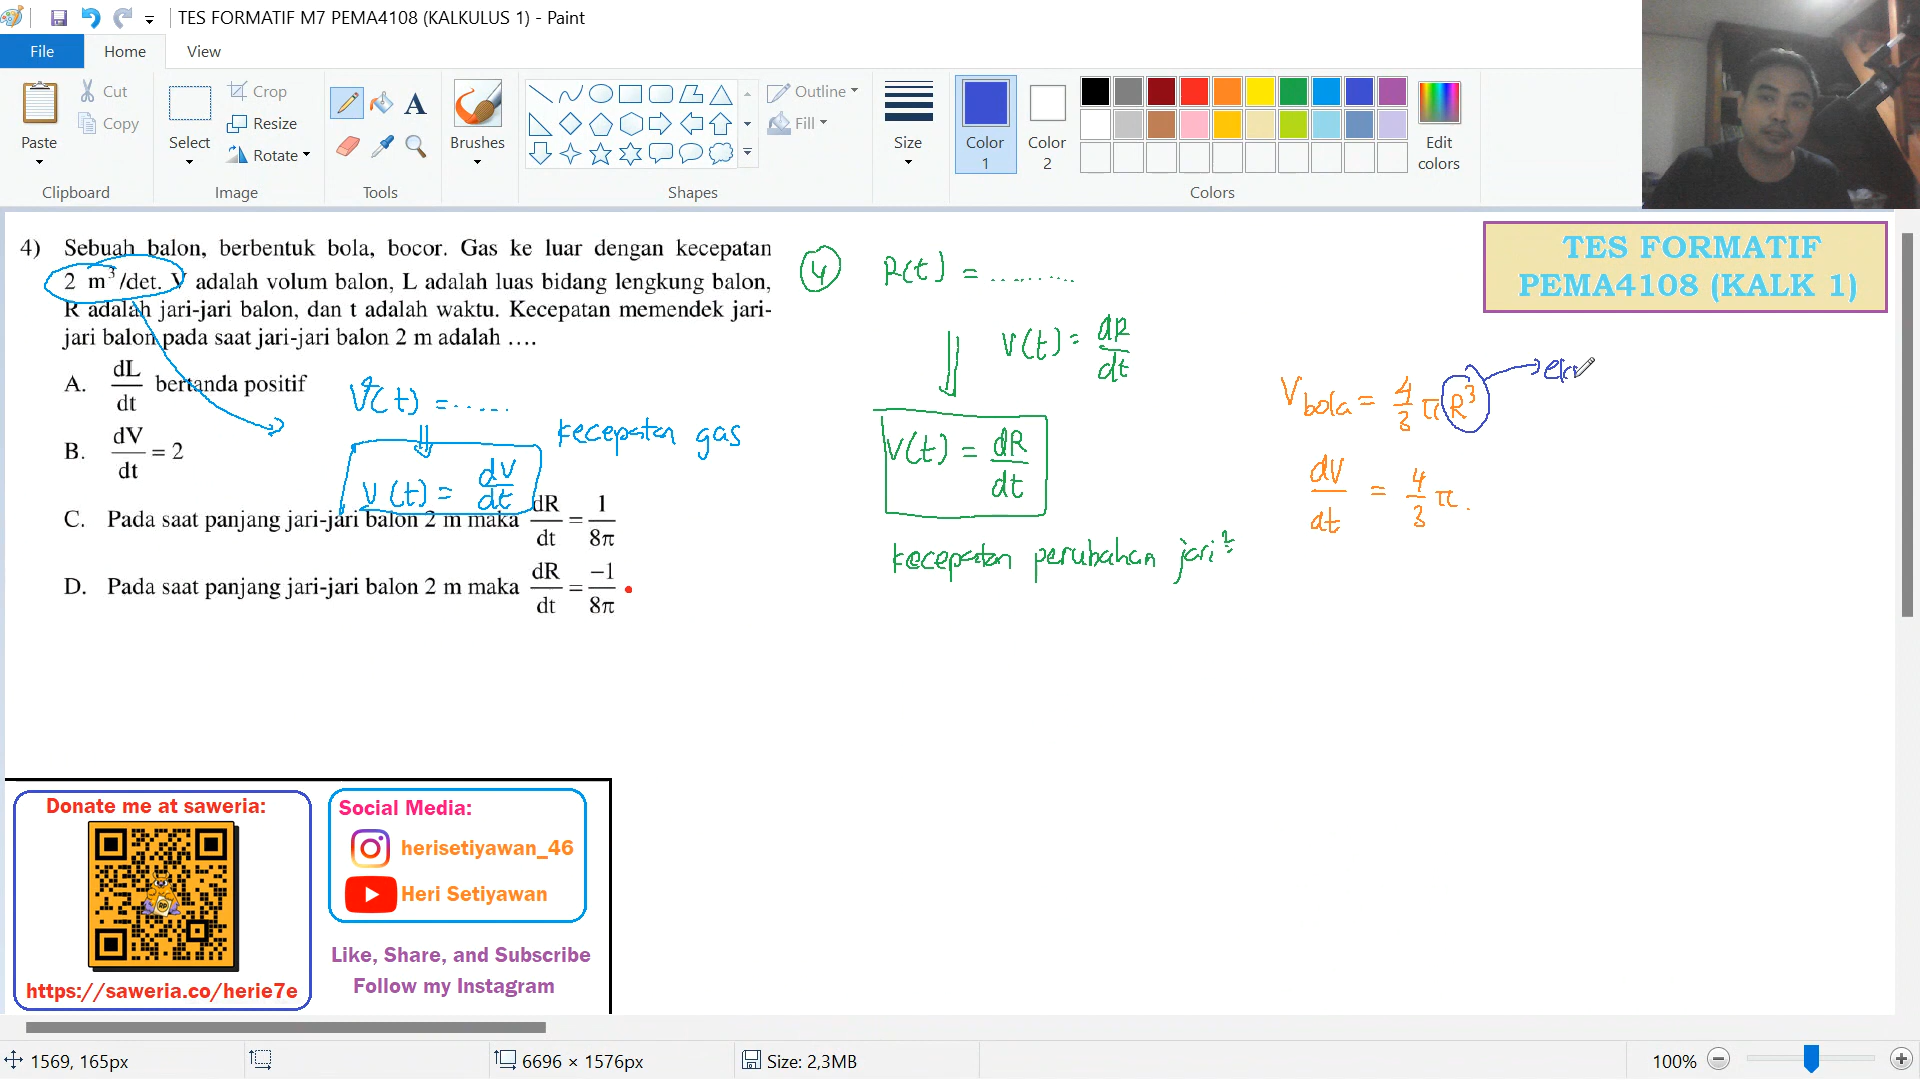 TES FORMATIF M7 PEMA4108 (KALKULUS 1) - Paint
File
Home
View
Paste
Cut
Copy
Clipboard
Select
Crop
Resize
Rotate
Image
Tools
Brushes
Outline
Fill
Shapes
Size
Color 1
Color 2
Edit colors
Colors
TES FORMATIF
PEMA4108 (KALK 1)
4) Sebuah balon, berbentuk bola, bocor. Gas ke luar dengan kecepatan
2 m³/det. V adalah volum balon, L adalah luas bidang lengkung balon,
R adalah jari-jari balon, dan t adalah waktu. Kecepatan memendek jari-
jari balon pada saat jari-jari balon 2 m adalah ….
A. dL/dt bertanda positif
B. dV/dt = 2
C. Pada saat panjang jari-jari balon 2 m maka dR/dt = 1/8π
D. Pada saat panjang jari-jari balon 2 m maka dR/dt = −1/8π
V(t) = ......
kecepatan gas
V(t) = dV/dt
4
R(t) = .........
V(t) = dR/dt
V(t) = dR/dt
kecepatan perubahan jari²
V bola = 4/3 π R³
dV/dt = 4/3 π .
Donate me at saweria:
https://saweria.co/herie7e
Social Media:
herisetiyawan_46
Heri Setiyawan
Like, Share, and Subscribe
Follow my Instagram
1569, 165px
6696 × 1576px
Size: 2,3MB
100%